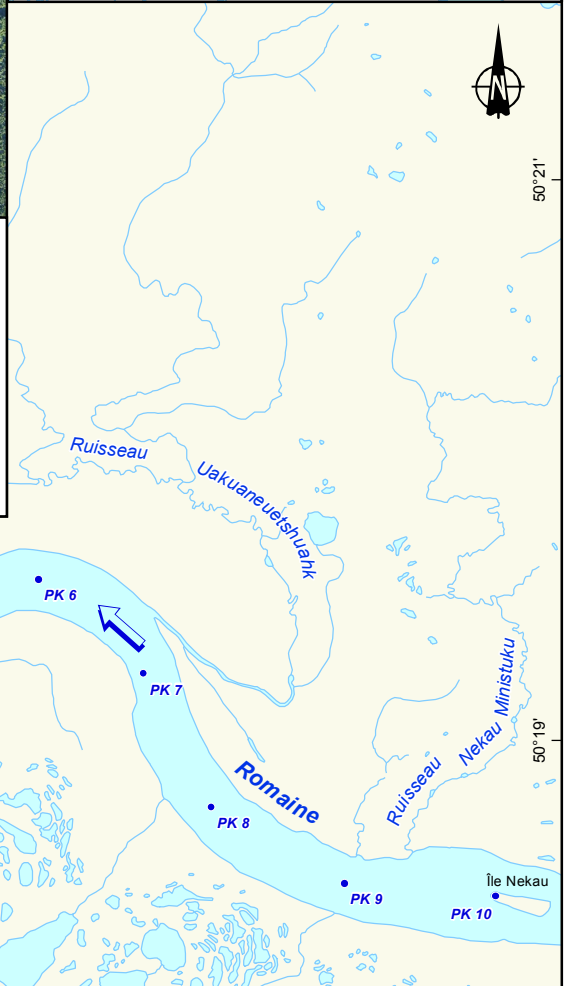 N
50°21'
Ruisseau
Uakuaneuetshuahk
PK 6
PK 7
Ruisseau
Nekau Ministuku
50°19'
Romaine
PK 8
Île Nekau
PK 9
PK 10